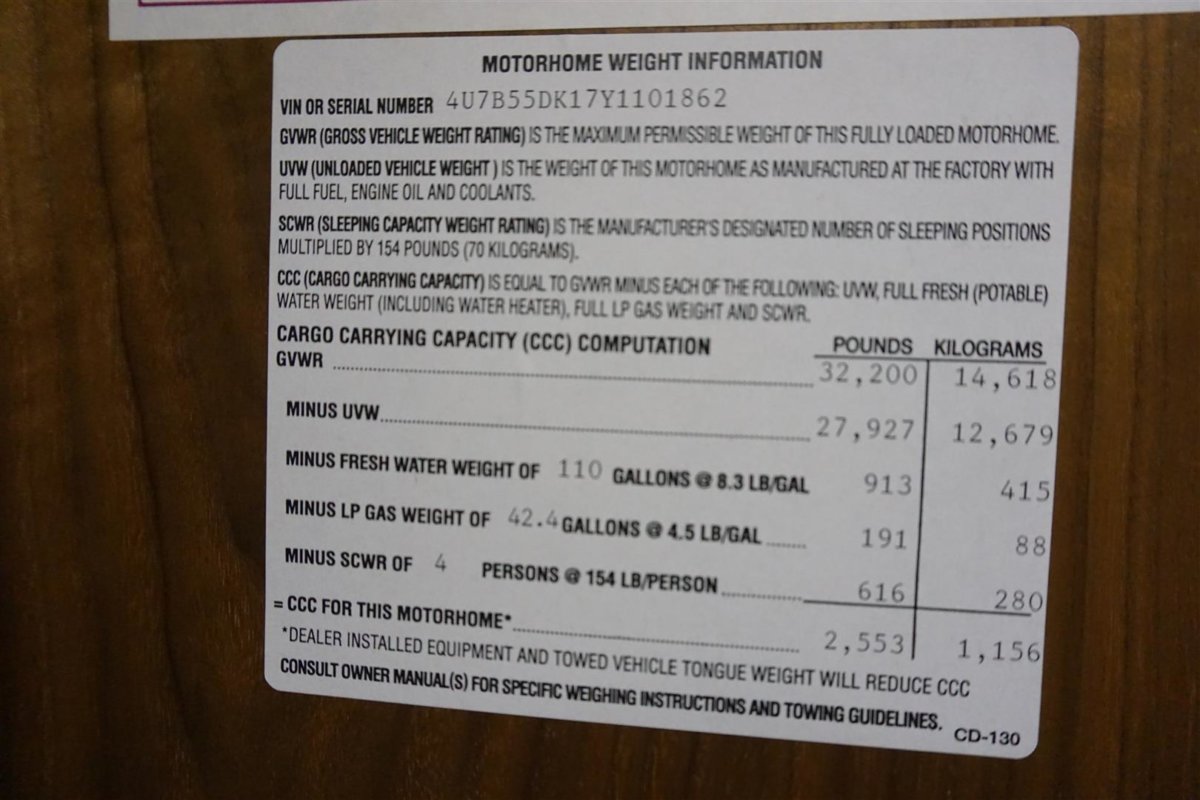 MOTORHOME WEIGHT INFORMATION
VIN OR SERIAL NUMBER 4U7B55DK17Y1101862
GVWR (GROSS VEHICLE WEIGHT RATING) IS THE MAXIMUM PERMISSIBLE WEIGHT OF THIS FULLY LOADED MOTORHOME.
UVW (UNLOADED VEHICLE WEIGHT ) IS THE WEIGHT OF THIS MOTORHOME AS MANUFACTURED AT THE FACTORY WITH
FULL FUEL, ENGINE OIL AND COOLANTS.
SCWR (SLEEPING CAPACITY WEIGHT RATING) IS THE MANUFACTURER'S DESIGNATED NUMBER OF SLEEPING POSITIONS
MULTIPLIED BY 154 POUNDS (70 KILOGRAMS).
CCC (CARGO CARRYING CAPACITY) IS EQUAL TO GVWR MINUS EACH OF THE FOLLOWING: UVW, FULL FRESH (POTABLE)
WATER WEIGHT (INCLUDING WATER HEATER), FULL LP GAS WEIGHT AND SCWR.
CARGO CARRYING CAPACITY (CCC) COMPUTATION POUNDS KILOGRAMS
GVWR 32,200 14,618
MINUS UVW 27,927 12,679
MINUS FRESH WATER WEIGHT OF 110 GALLONS @ 8.3 LB/GAL 913 415
MINUS LP GAS WEIGHT OF 42.4 GALLONS @ 4.5 LB/GAL 191 88
MINUS SCWR OF 4 PERSONS @ 154 LB/PERSON 616 280
= CCC FOR THIS MOTORHOME* 2,553 1,156
*DEALER INSTALLED EQUIPMENT AND TOWED VEHICLE TONGUE WEIGHT WILL REDUCE CCC
CONSULT OWNER MANUAL(S) FOR SPECIFIC WEIGHING INSTRUCTIONS AND TOWING GUIDELINES.
CD-130